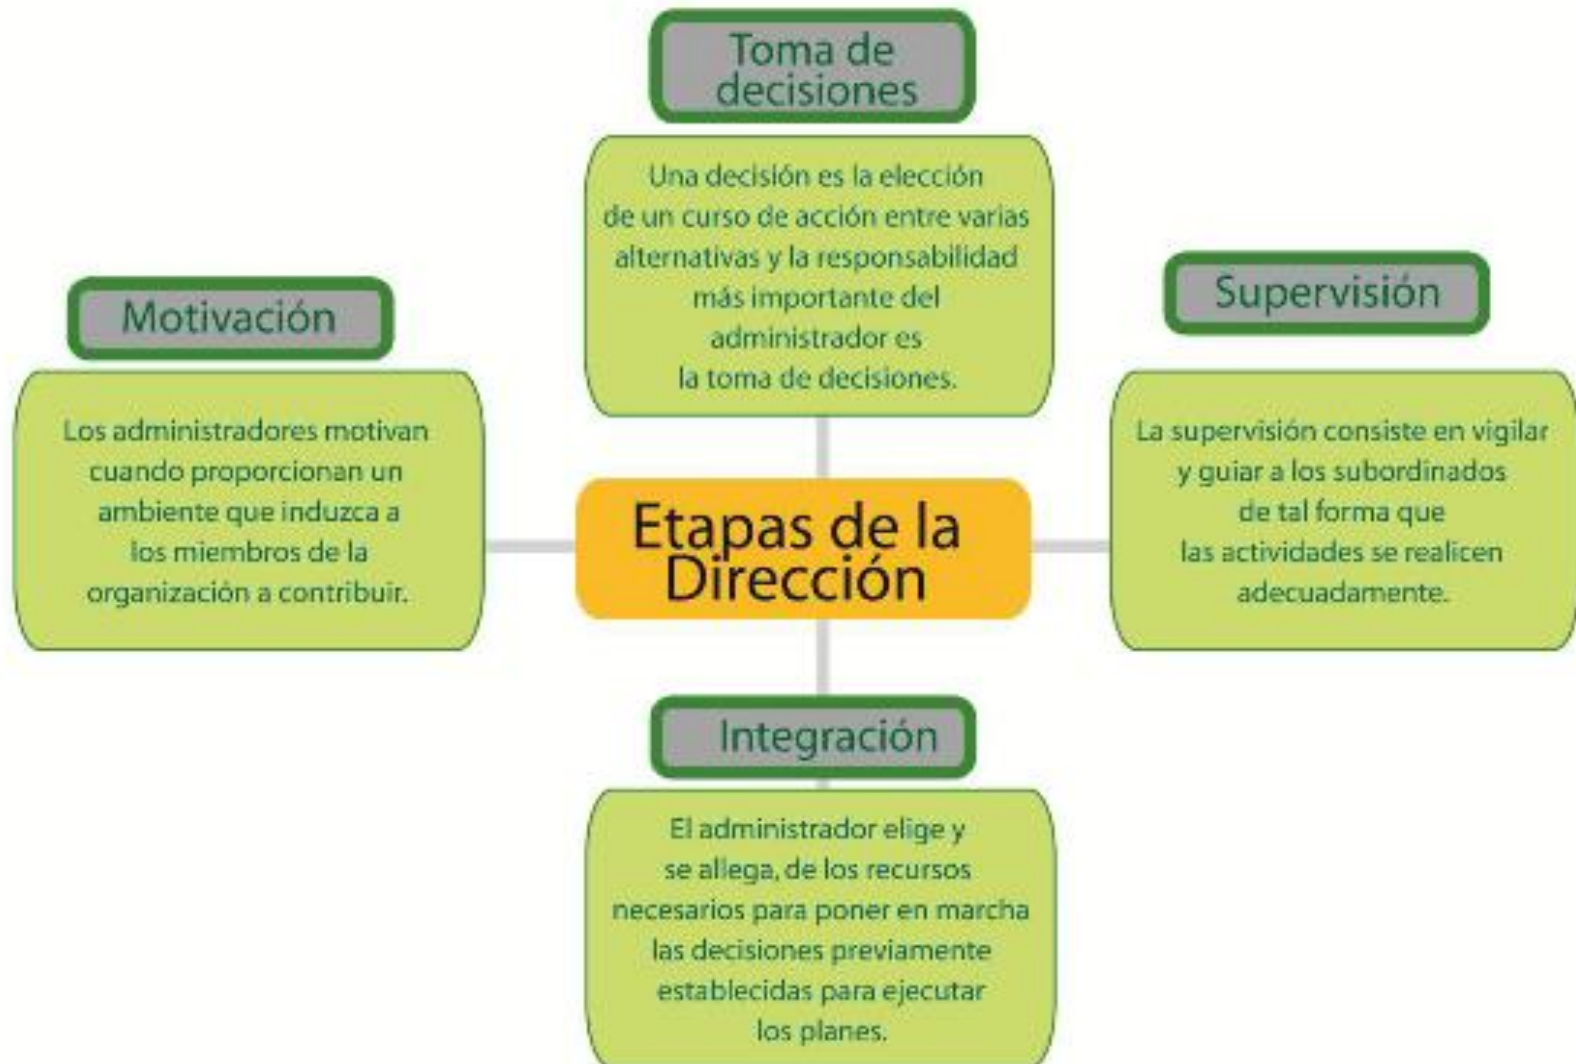 Toma de
decisiones
Una decisión es la elección
de un curso de acción entre varias
alternativas y la responsabilidad
más importante del
administrador es
la toma de decisiones.
Motivación
Los administradores motivan
cuando proporcionan un
ambiente que induzca a
los miembros de la
organización a contribuir.
Etapas de la
Dirección
Supervisión
La supervisión consiste en vigilar
y guiar a los subordinados
de tal forma que
las actividades se realicen
adecuadamente.
Integración
El administrador elige y
se allega, de los recursos
necesarios para poner en marcha
las decisiones previamente
establecidas para ejecutar
los planes.